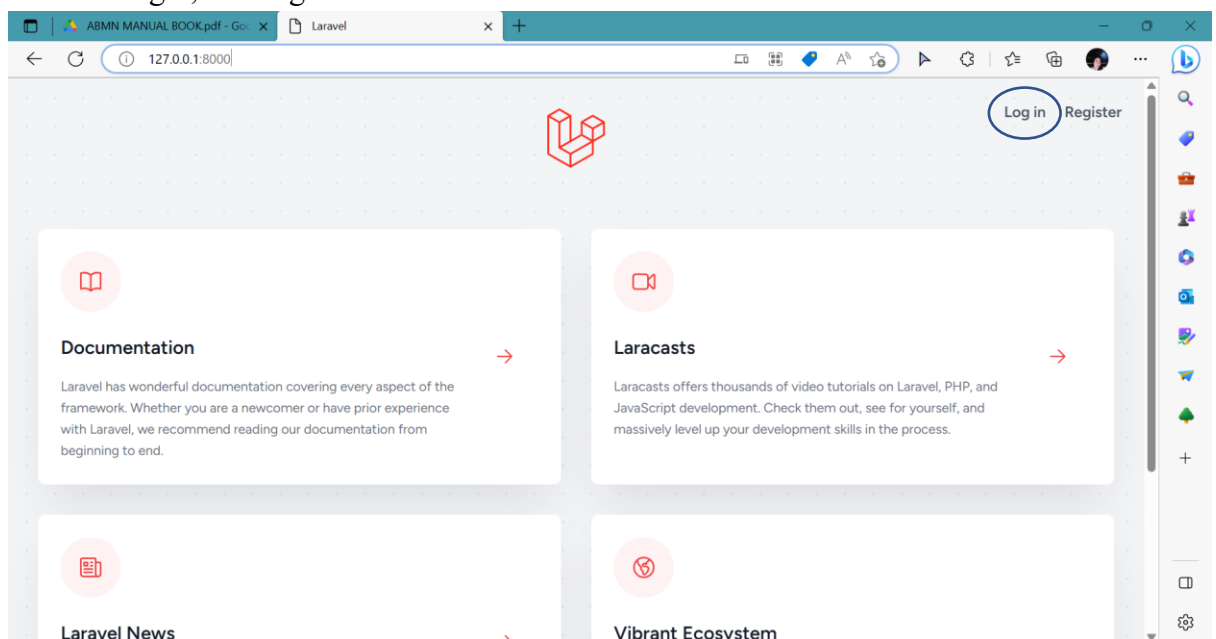 ABMN MANUAL BOOK.pdf - Goo
Laravel
127.0.0.1:8000
Log in
Register
Documentation
Laravel has wonderful documentation covering every aspect of the
framework. Whether you are a newcomer or have prior experience
with Laravel, we recommend reading our documentation from
beginning to end.
Laracasts
Laracasts offers thousands of video tutorials on Laravel, PHP, and
JavaScript development. Check them out, see for yourself, and
massively level up your development skills in the process.
Laravel News
Vibrant Ecosystem